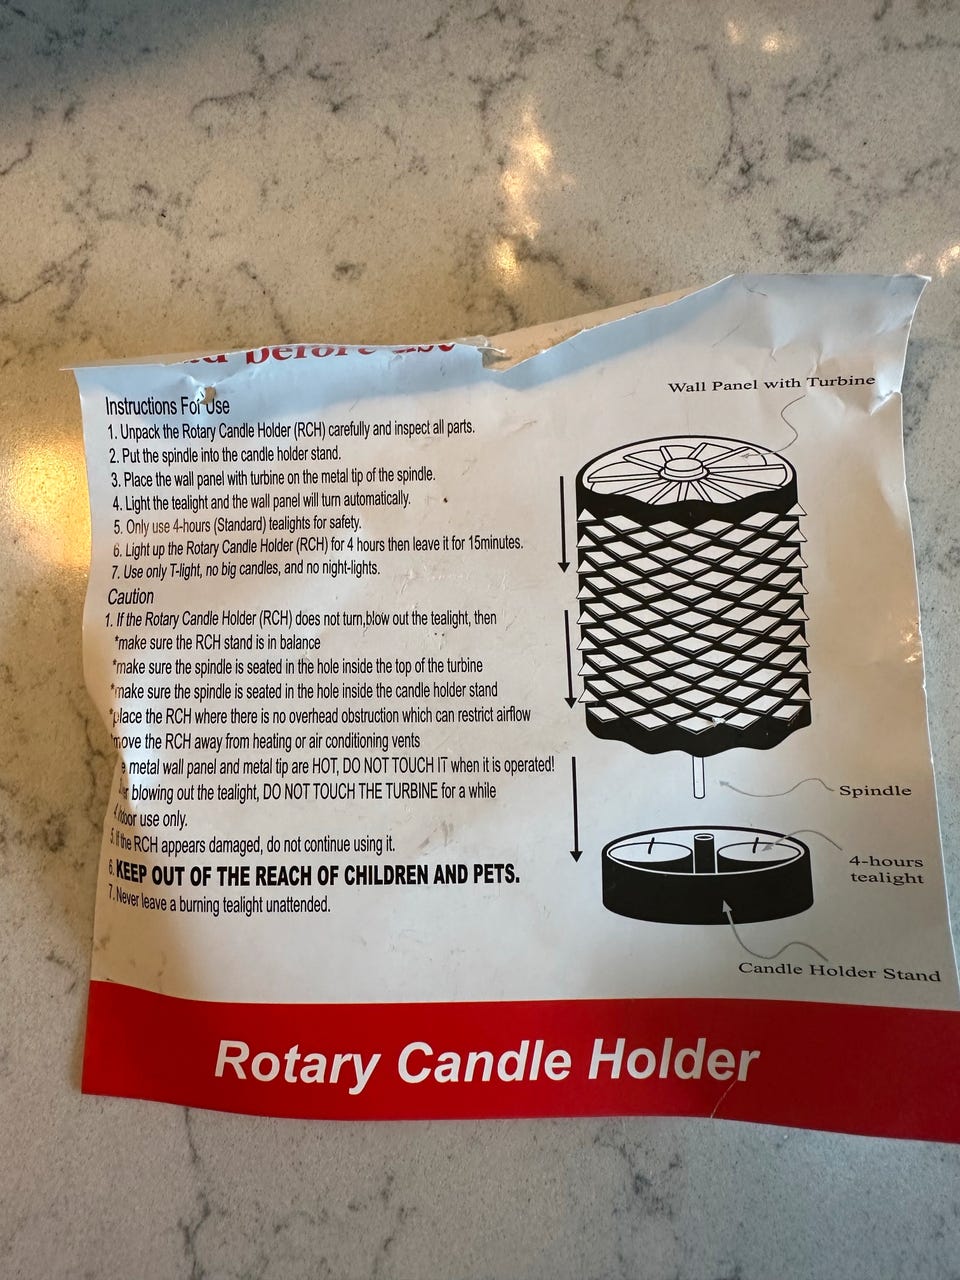 before use
Instructions For Use
1. Unpack the Rotary Candle Holder (RCH) carefully and inspect all parts.
2. Put the spindle into the candle holder stand.
3. Place the wall panel with turbine on the metal tip of the spindle.
4. Light the tealight and the wall panel will turn automatically.
5. Only use 4-hours (Standard) tealights for safety.
6. Light up the Rotary Candle Holder (RCH) for 4 hours then leave it for 15minutes.
7. Use only T-light, no big candles, and no night-lights.
Caution
1. If the Rotary Candle Holder (RCH) does not turn,blow out the tealight, then
*make sure the RCH stand is in balance
*make sure the spindle is seated in the hole inside the top of the turbine
*make sure the spindle is seated in the hole inside the candle holder stand
*place the RCH where there is no overhead obstruction which can restrict airflow
*move the RCH away from heating or air conditioning vents
metal wall panel and metal tip are HOT, DO NOT TOUCH IT when it is operated!
blowing out the tealight, DO NOT TOUCH THE TURBINE for a while
4. Indoor use only.
5. If the RCH appears damaged, do not continue using it.
6. KEEP OUT OF THE REACH OF CHILDREN AND PETS.
7. Never leave a burning tealight unattended.
Wall Panel with Turbine
Spindle
4-hours
tealight
Candle Holder Stand
Rotary Candle Holder